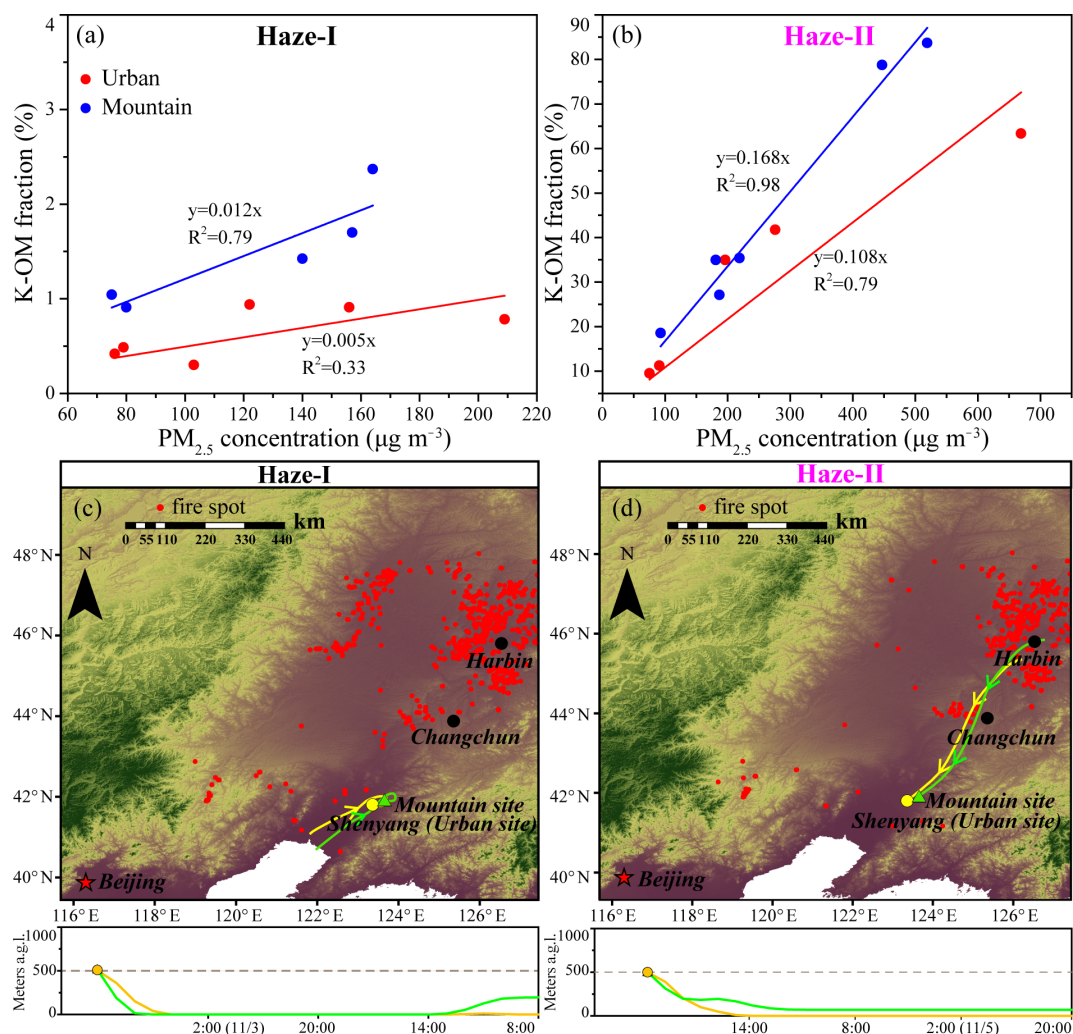 (a)
Haze-I
Urban
Mountain
K-OM fraction (%)
4
3
2
1
0
y=0.012x
R²=0.79
y=0.005x
R²=0.33
60
80
100
120
140
160
180
200
220
PM₂.₅ concentration (μg m⁻³)
(b)
Haze-II
K-OM fraction (%)
90
80
70
60
50
40
30
20
10
y=0.168x
R²=0.98
y=0.108x
R²=0.79
0
100
200
300
400
500
600
700
PM₂.₅ concentration (μg m⁻³)
Haze-I
(c)
fire spot
km
0 55 110 220 330 440
N
48°N
46°N
44°N
42°N
40°N
Harbin
Changchun
Mountain site
Shenyang (Urban site)
Beijing
116°E
118°E
120°E
122°E
124°E
126°E
Haze-II
(d)
fire spot
km
0 55 110 220 330 440
N
48°N
46°N
44°N
42°N
40°N
Harbin
Changchun
Mountain site
Shenyang (Urban site)
Beijing
116°E
118°E
120°E
122°E
124°E
126°E
Meters a.g.l.
1000
500
0
2:00 (11/3)
20:00
14:00
8:00
Meters a.g.l.
1000
500
0
14:00
8:00
2:00 (11/5)
20:00